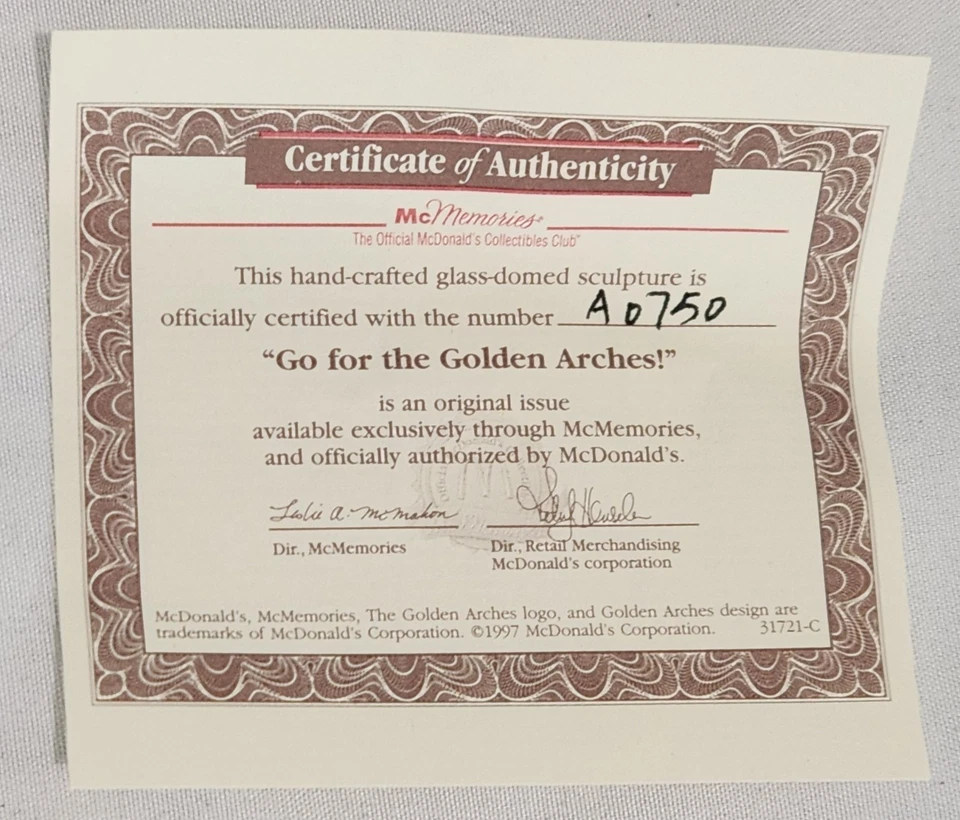 Certificate of Authenticity
McMemories®
The Official McDonald's Collectibles Club™
This hand-crafted glass-domed sculpture is
officially certified with the number A0750
"Go for the Golden Arches!"
is an original issue
available exclusively through McMemories,
and officially authorized by McDonald's.
Leslie A. McMahon
Dir., McMemories
Dir., Retail Merchandising
McDonald's corporation
McDonald's, McMemories, The Golden Arches logo, and Golden Arches design are
trademarks of McDonald's Corporation. ©1997 McDonald's Corporation. 31721-C